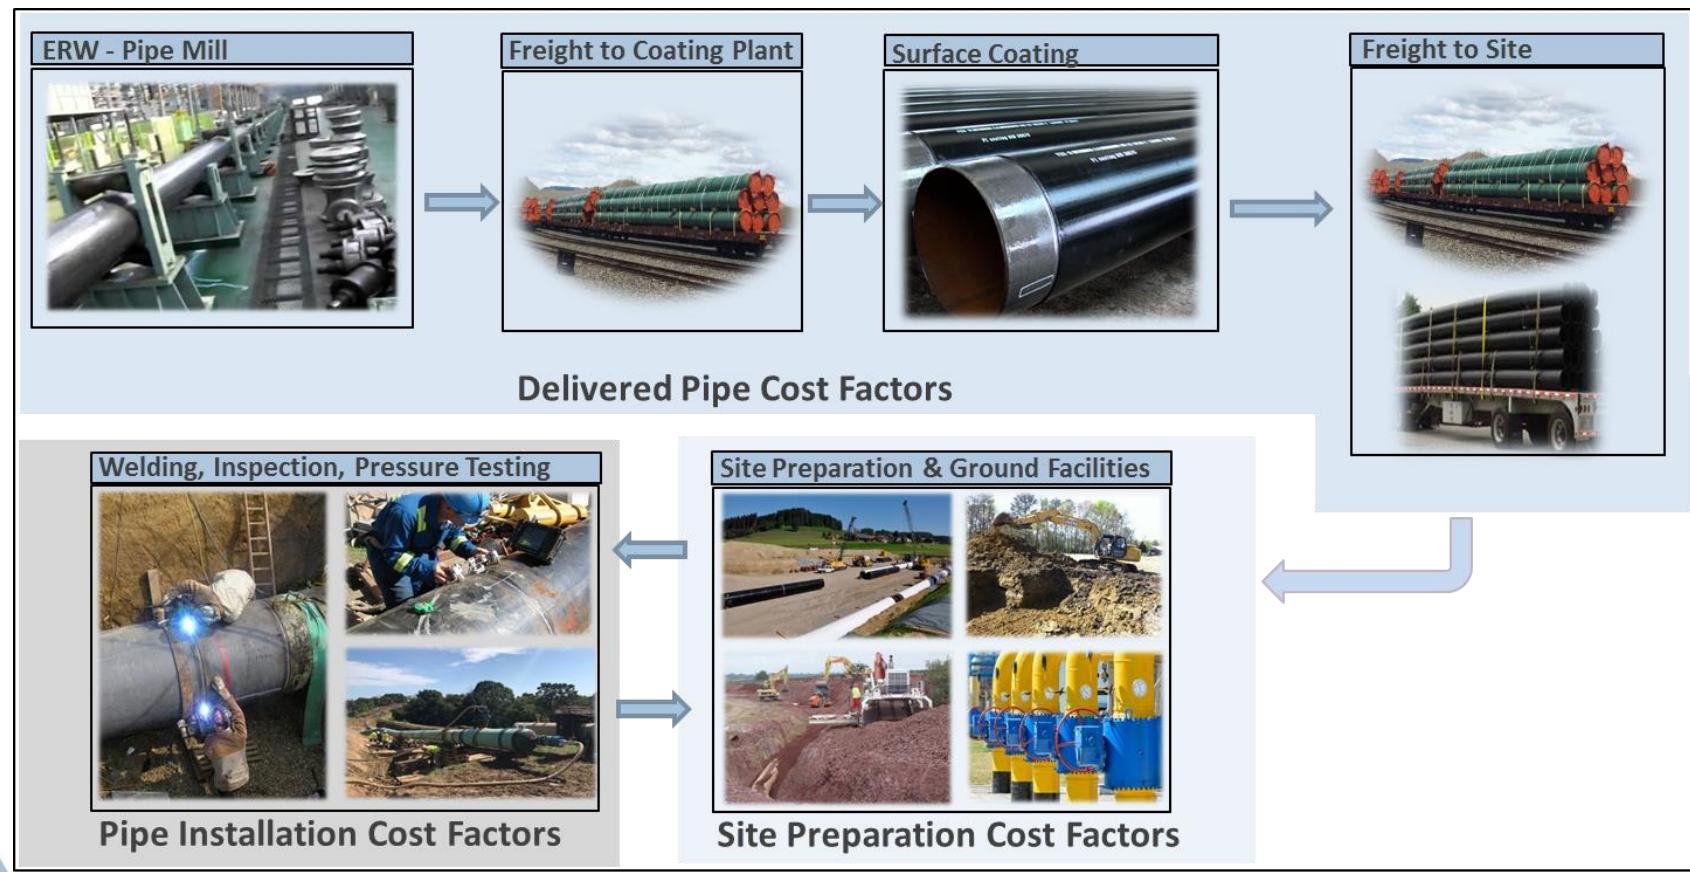 ERW - Pipe Mill
Freight to Coating Plant
Surface Coating
Freight to Site
Delivered Pipe Cost Factors
Welding, Inspection, Pressure Testing
Site Preparation & Ground Facilities
Pipe Installation Cost Factors
Site Preparation Cost Factors